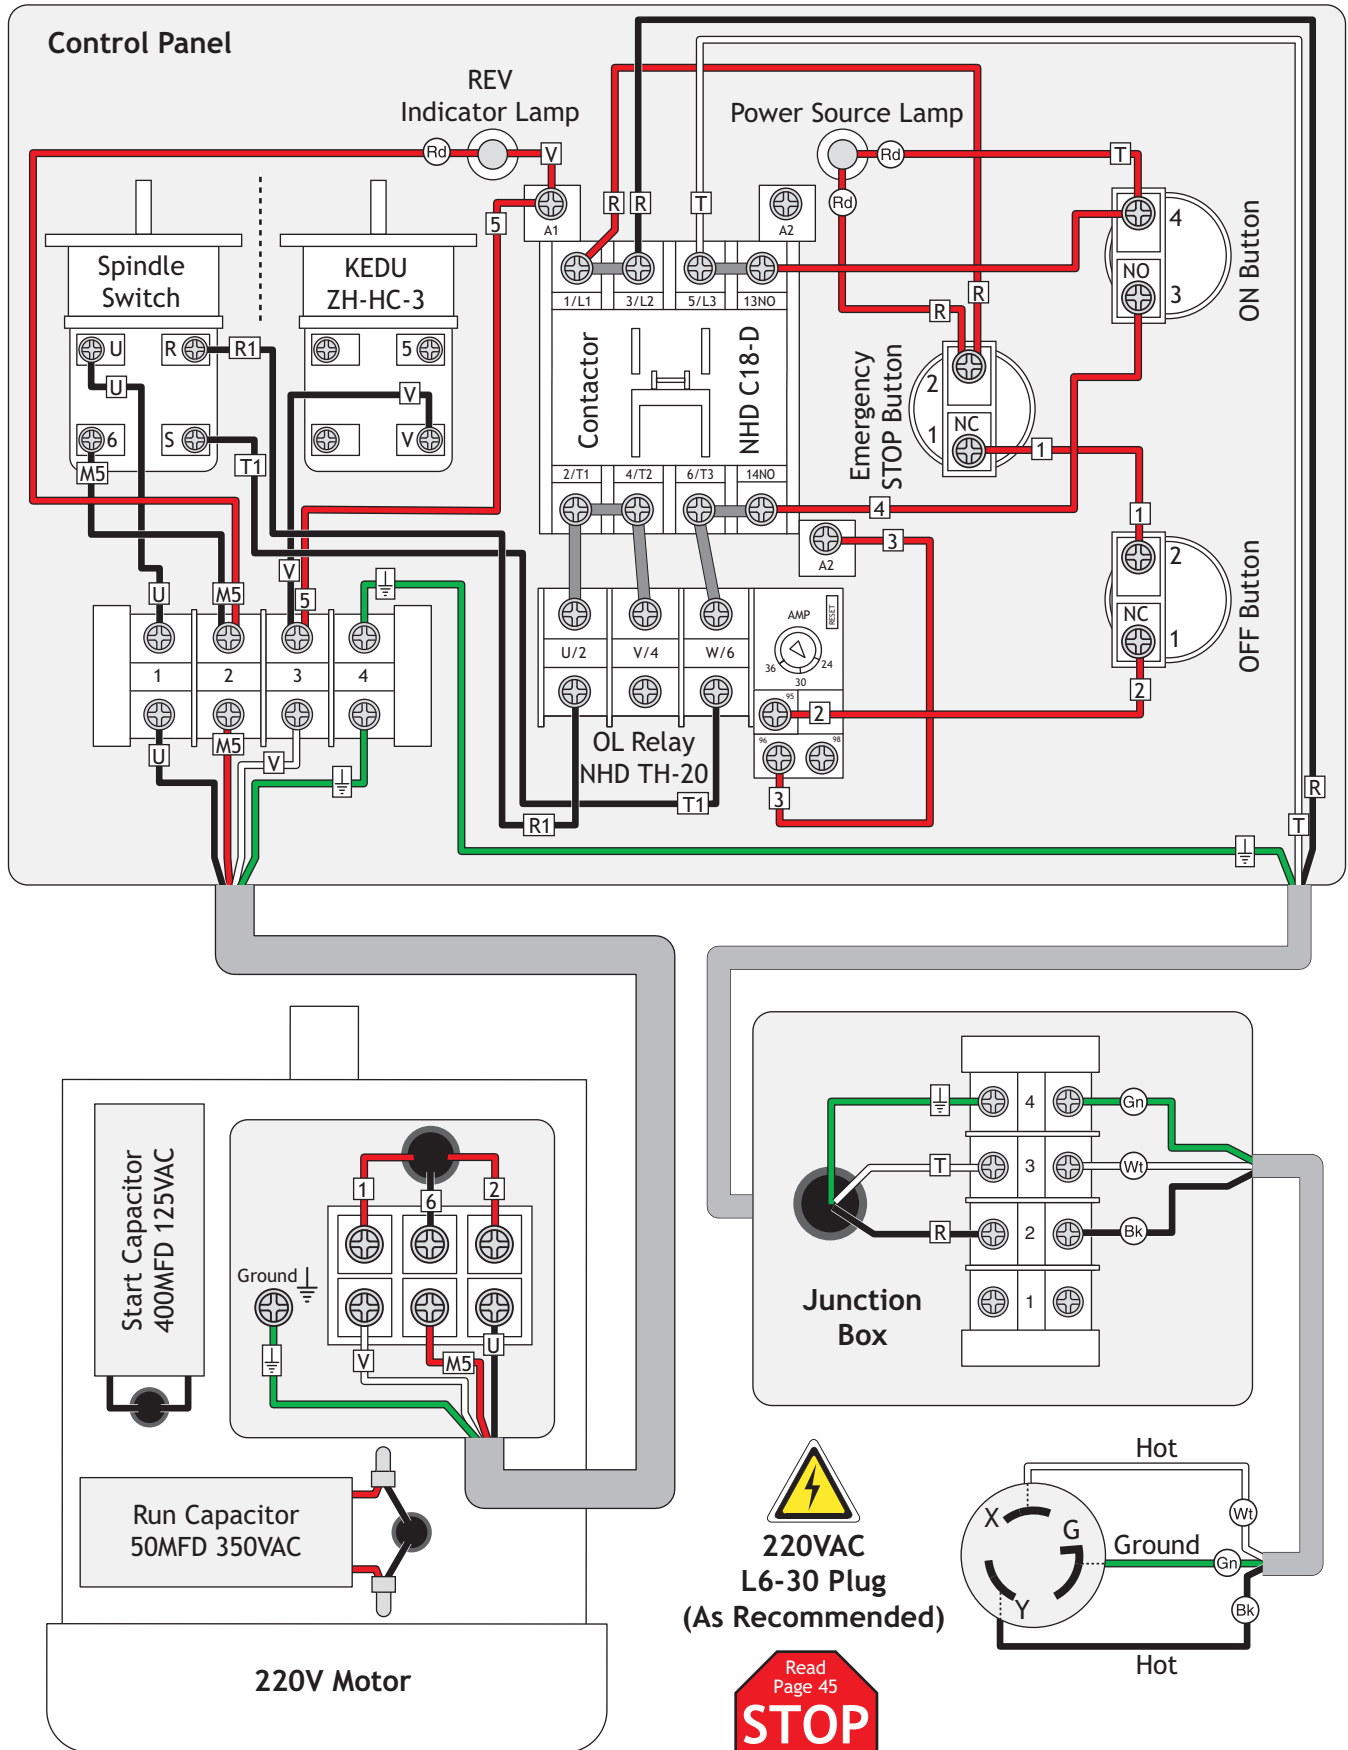 Control Panel
REV
Indicator Lamp
Power Source Lamp
Rd
V
Rd
T
Rd
5
R
R
T
A1
A2
4
NO
3
ON Button
Spindle
Switch
KEDU
ZH-HC-3
1/L1
3/L2
5/L3
13NO
R
R
U
R
R1
5
U
V
6
S
V
M5
T1
Contactor
NHD C18-D
Emergency
STOP Button
2
1
NC
1
2/T1
4/T2
6/T3
14NO
4
3
A2
1
2
NC
1
OFF Button
2
V
U
M5
5
1
2
3
4
U
M5
V
U/2
V/4
W/6
AMP
RESET
36
24
30
95
2
96
98
OL Relay
NHD TH-20
3
T1
R1
R
T
Start Capacitor
400MFD 125VAC
1
6
2
Ground
V
M5
U
Run Capacitor
50MFD 350VAC
220V Motor
4
Gn
T
3
Wt
R
2
Bk
1
Junction
Box
220VAC
L6-30 Plug
(As Recommended)
Hot
X
G
Y
Wt
Ground
Gn
Bk
Hot
Read
Page 45
STOP